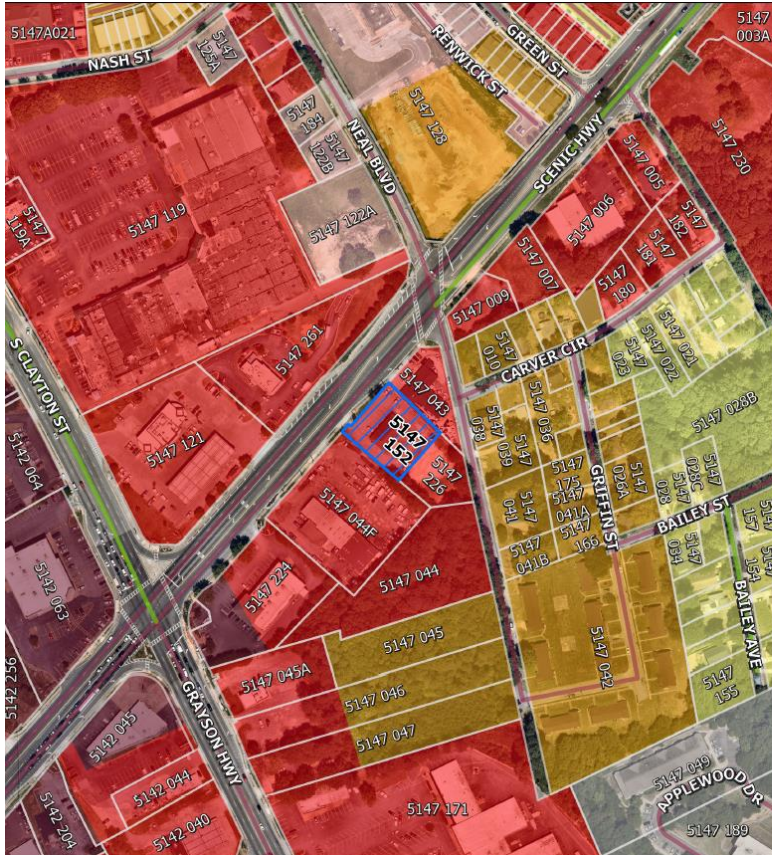 5147A021
5147
125A
5147
003A
NASH ST
RENWICK ST
GREEN ST
5147
184
5147
122B
5147 128
NEAL BLVD
SCENIC HWY
5147 230
5147 005
5147 006
5147
119A
5147 119
5147 122A
5147
182
5147
181
5147
180
5147 007
5147 009
5147 261
S CLAYTON ST
5147
010
CARVER CIR
5147
023
5147 021
5147 022
5147 043
5147
152
5147 028B
5147 121
5142 064
038
5147
039
5147 036
5147
5147
226
5147
175
5147
026A
5147
028C
5147
028
5147
041
5147
041A
GRIFFIN ST
5147
166
5147
041B
BAILEY ST
5147
034
5147
157
5147
154
BAILEY AVE
5147 044F
5142 063
5147 224
5147 044
5147 045
5147 042
5147
155
5142 256
5147 045A
5147 046
5147 047
5142 045
GRAYSON HWY
5142 044
5142 204
5142 040
5147 171
5147 049
APPLEWOOD DR
5147 189